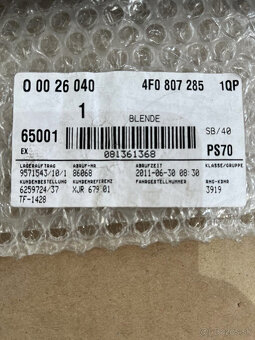 0 00 26 040 4F0 807 285 1QP
1
BLENDE
65001 SB/40
EX 081361368 PS70
LAGERAUFTRAG ABRUF-NR ABRUFZEIT KLASSE/GRUPPE
9571543/10/1 86068 2011-06-30 08:30
KUNDENBESTELLUNG KUNDENREFERENZ FAHRGESTELLNUMMER
6259724/37 XJR 679 01 3919
TF-1428